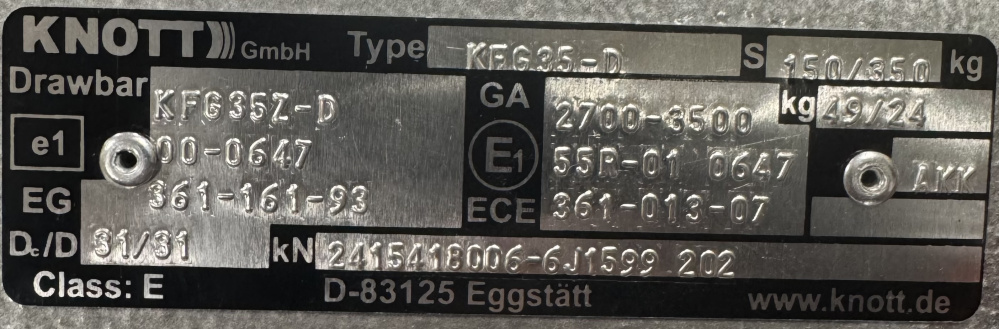 KNOTT GmbH Type KFG35-D S 150/350 kg
Drawbar KFG35Z-D GA 2700-3500 kg 49/24
e1 00-0647 E1 55R-01 0647 AKK
EG 361-161-93 ECE 361-013-07
Dc/D 31/31 kN 2415418006-6J1599 202
Class: E D-83125 Eggstätt www.knott.de